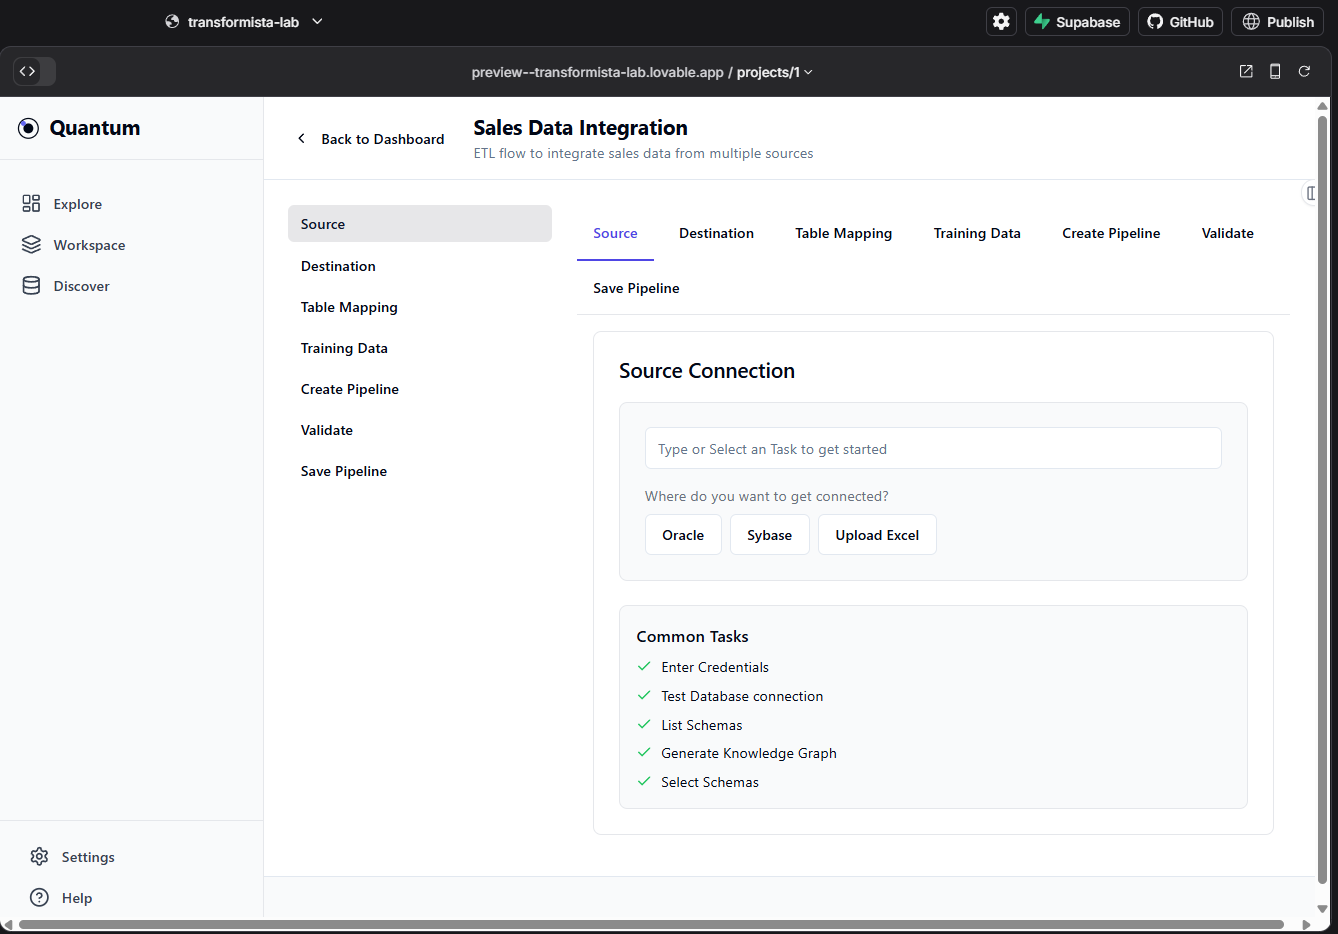 transformista-lab
Supabase
GitHub
Publish
preview--transformista-lab.lovable.app / projects/1
Quantum
Explore
Workspace
Discover
Settings
Help
Back to Dashboard
Sales Data Integration
ETL flow to integrate sales data from multiple sources
Source
Destination
Table Mapping
Training Data
Create Pipeline
Validate
Save Pipeline
Source Destination Table Mapping Training Data Create Pipeline Validate
Save Pipeline
Source Connection
Type or Select an Task to get started
Where do you want to get connected?
Oracle Sybase Upload Excel
Common Tasks
Enter Credentials
Test Database connection
List Schemas
Generate Knowledge Graph
Select Schemas